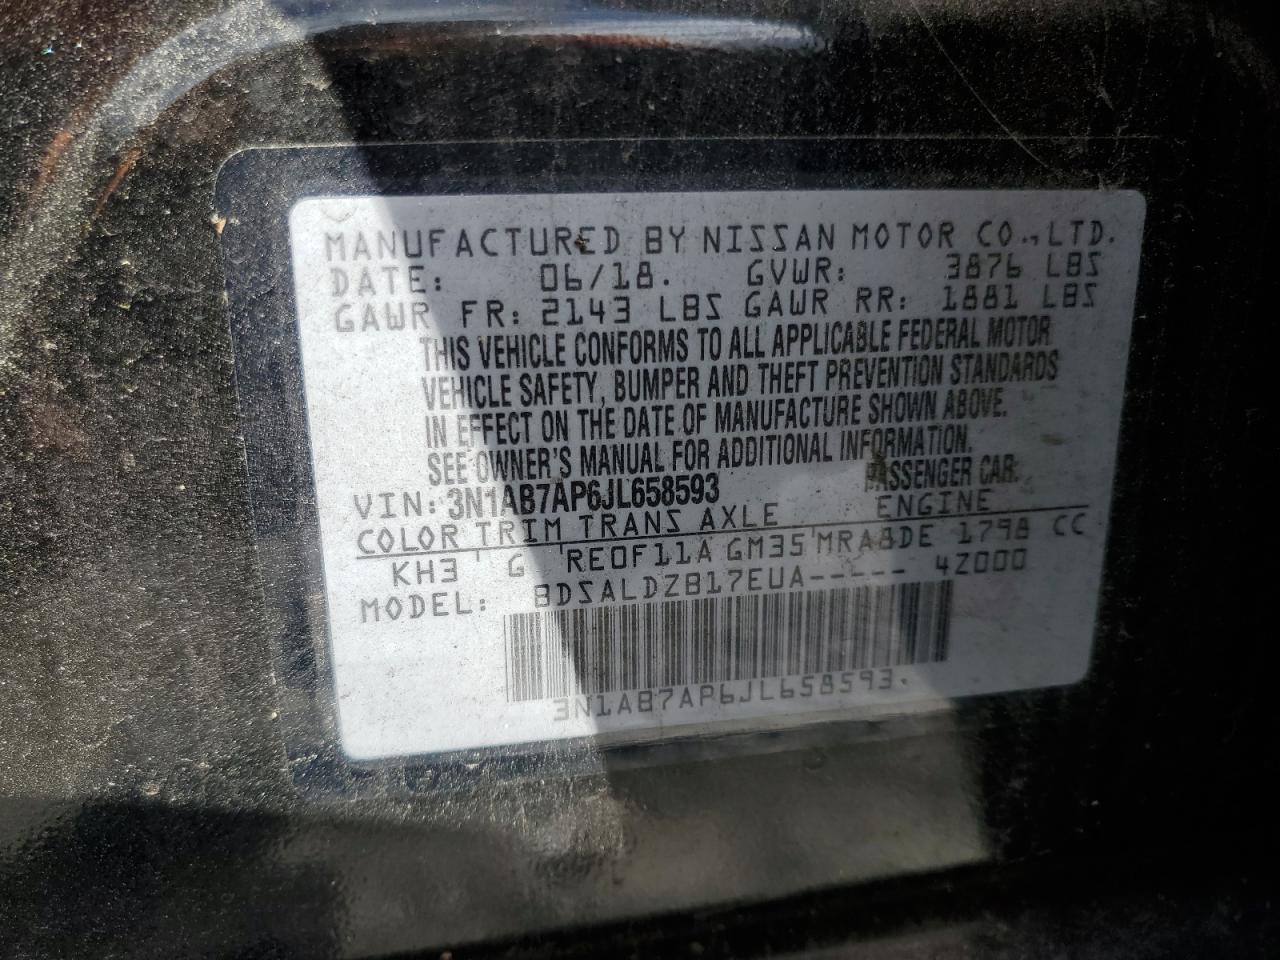 MANUFACTURED BY NISSAN MOTOR CO., LTD.
DATE: 06/18. GVWR: 3876 LBS
GAWR FR: 2143 LBS GAWR RR: 1881 LBS
THIS VEHICLE CONFORMS TO ALL APPLICABLE FEDERAL MOTOR
VEHICLE SAFETY, BUMPER AND THEFT PREVENTION STANDARDS
IN EFFECT ON THE DATE OF MANUFACTURE SHOWN ABOVE.
SEE OWNER'S MANUAL FOR ADDITIONAL INFORMATION.
VIN: 3N1AB7AP6JL658593 PASSENGER CAR.
COLOR TRIM TRANS AXLE ENGINE
KH3 G RE0F11A GM35 MRA8DE 1798 CC
MODEL: BDSALDZB17EUA----- 4Z000
3N1AB7AP6JL658593.